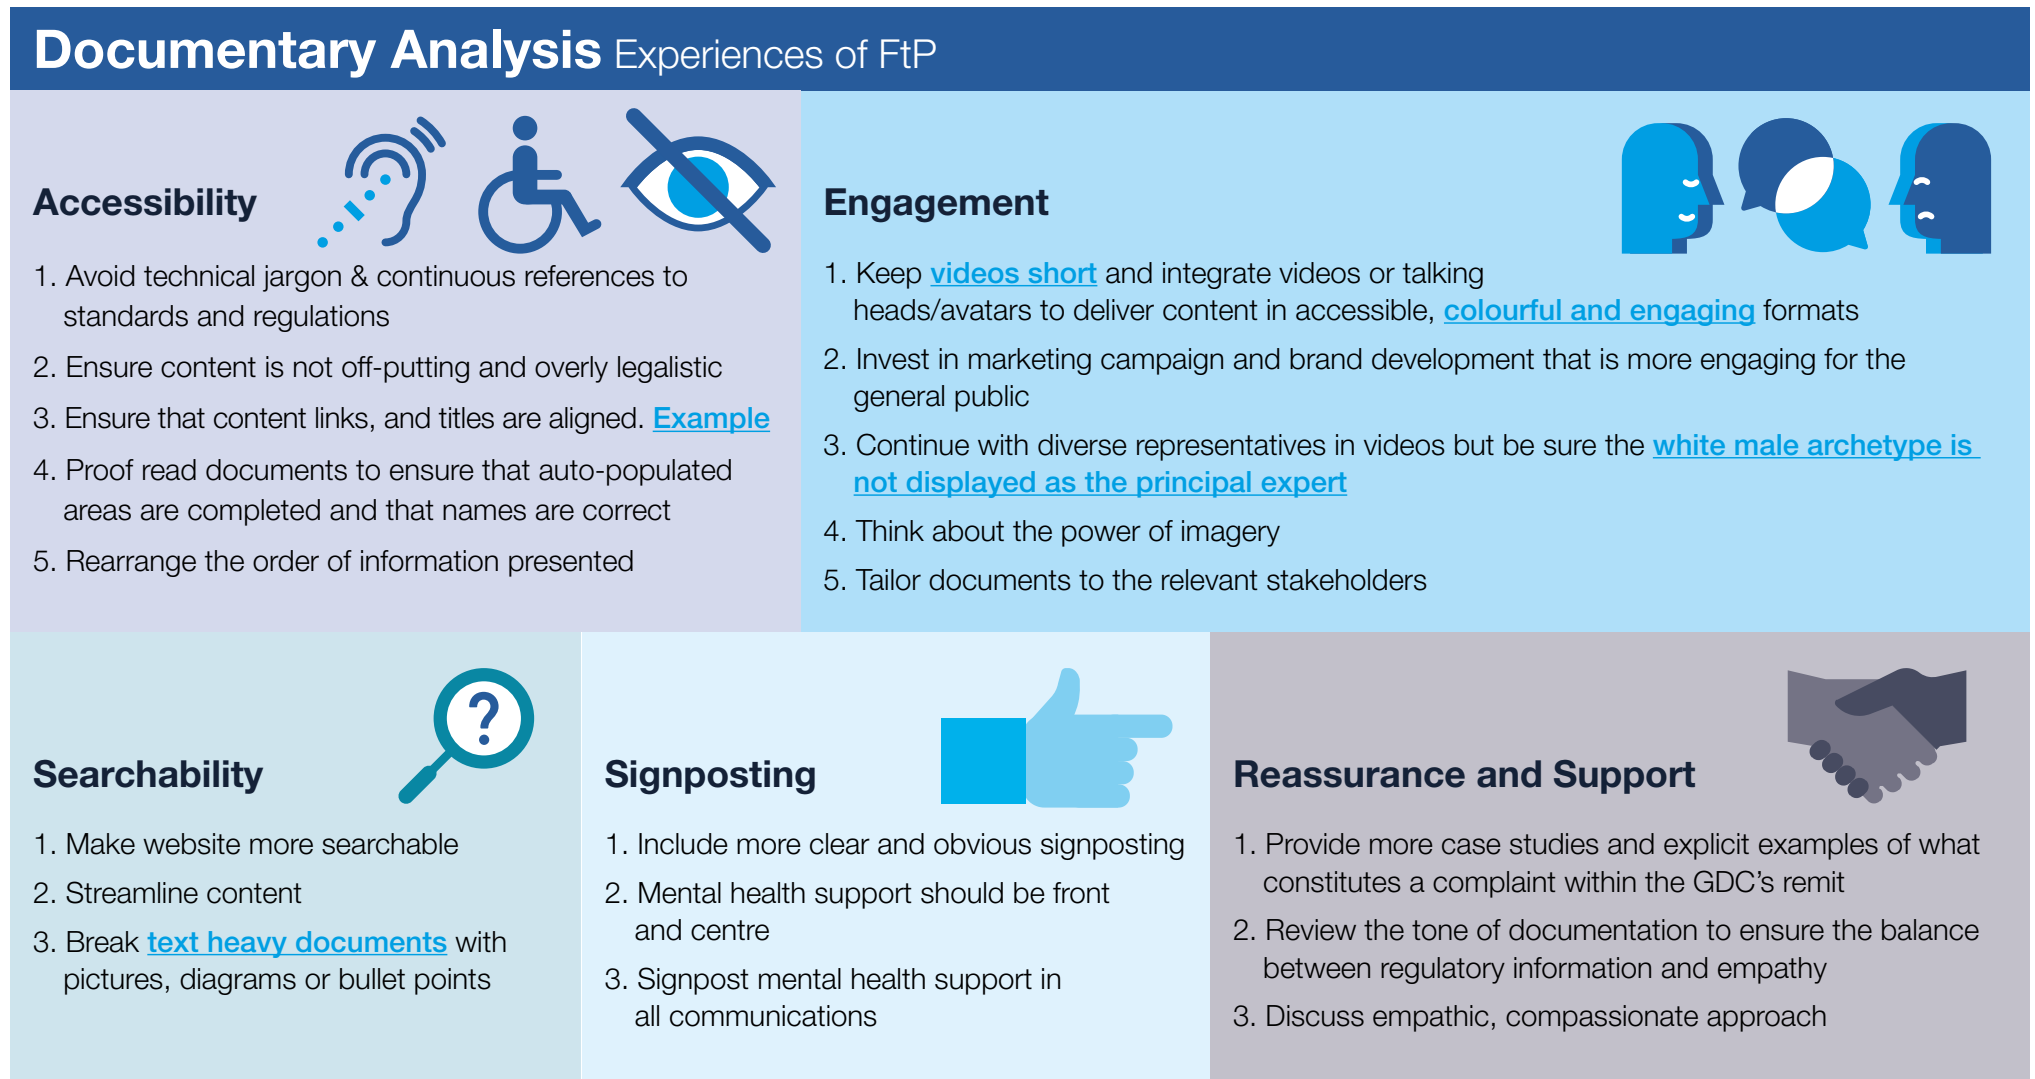 Documentary Analysis Experiences of FtP
Accessibility
1. Avoid technical jargon & continuous references to
standards and regulations
2. Ensure content is not off-putting and overly legalistic
3. Ensure that content links, and titles are aligned. Example
4. Proof read documents to ensure that auto-populated
areas are completed and that names are correct
5. Rearrange the order of information presented
Engagement
1. Keep videos short and integrate videos or talking
heads/avatars to deliver content in accessible, colourful and engaging formats
2. Invest in marketing campaign and brand development that is more engaging for the
general public
3. Continue with diverse representatives in videos but be sure the white male archetype is
not displayed as the principal expert
4. Think about the power of imagery
5. Tailor documents to the relevant stakeholders
Searchability
?
1. Make website more searchable
2. Streamline content
3. Break text heavy documents with
pictures, diagrams or bullet points
Signposting
1. Include more clear and obvious signposting
2. Mental health support should be front
and centre
3. Signpost mental health support in
all communications
Reassurance and Support
1. Provide more case studies and explicit examples of what
constitutes a complaint within the GDC's remit
2. Review the tone of documentation to ensure the balance
between regulatory information and empathy
3. Discuss empathic, compassionate approach